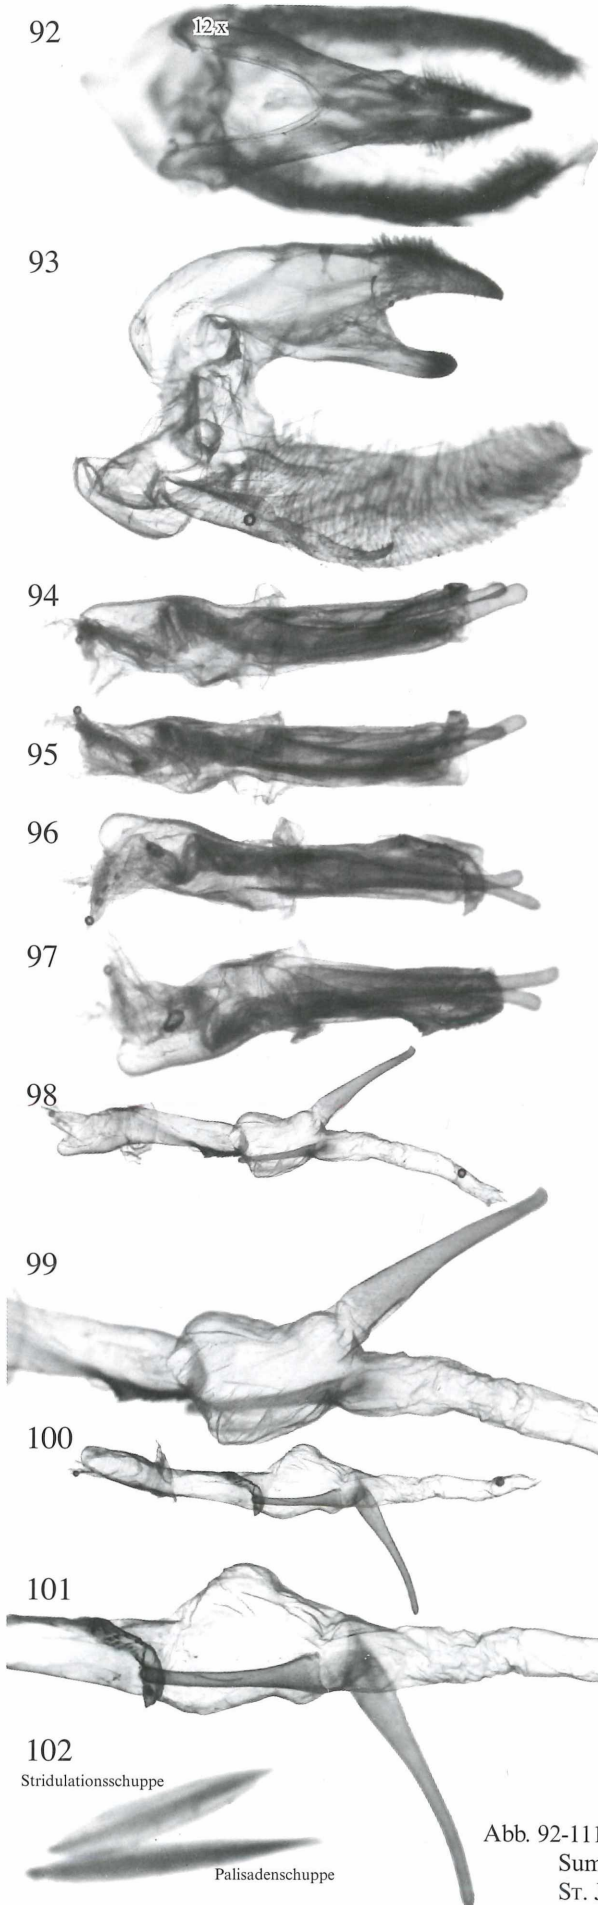 92
12x
93
94
95
96
97
98
99
100
101
102
Stridulationsschuppe
Palisadenschuppe
Abb. 92-111
Sum
ST. J